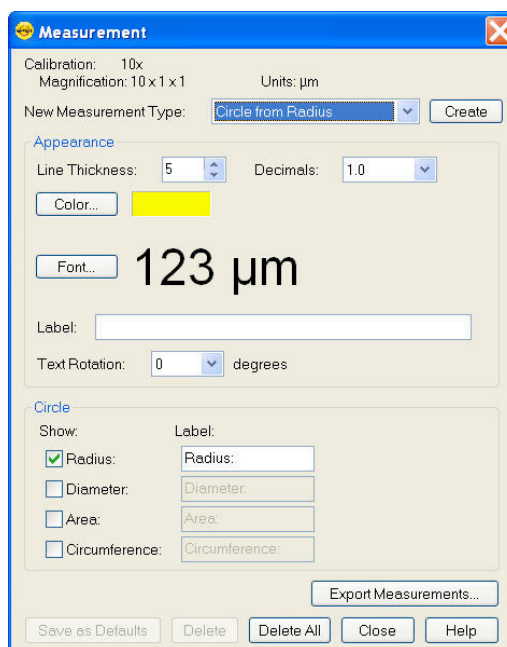 Measurement
Calibration: 10x
Magnification: 10 x 1 x 1 Units: µm
New Measurement Type: Circle from Radius Create
Appearance
Line Thickness: 5 Decimals: 1.0
Color...
Font... 123 µm
Label:
Text Rotation: 0 degrees
Circle
Show: Label:
Radius: Radius:
Diameter: Diameter:
Area: Area:
Circumference: Circumference:
Export Measurements...
Save as Defaults Delete Delete All Close Help